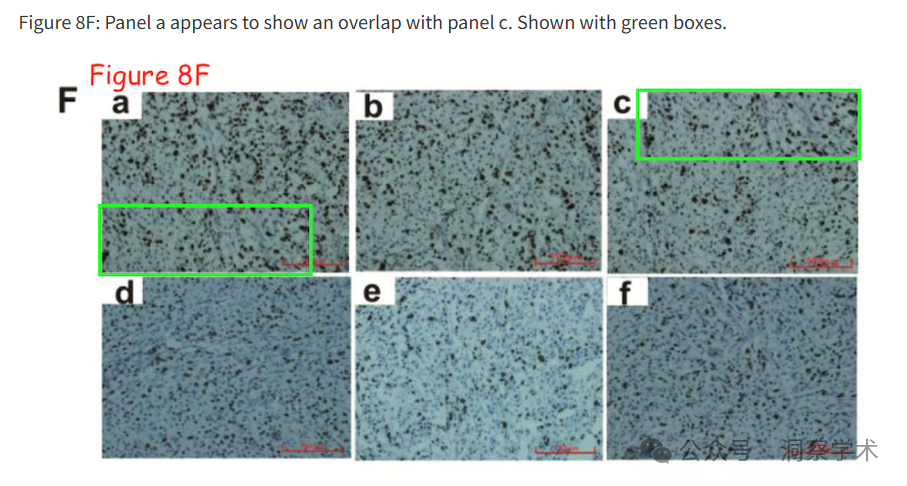 Figure 8F: Panel a appears to show an overlap with panel c. Shown with green boxes.
Figure 8F
F a b c
d e f
公众号 · 洞察学术